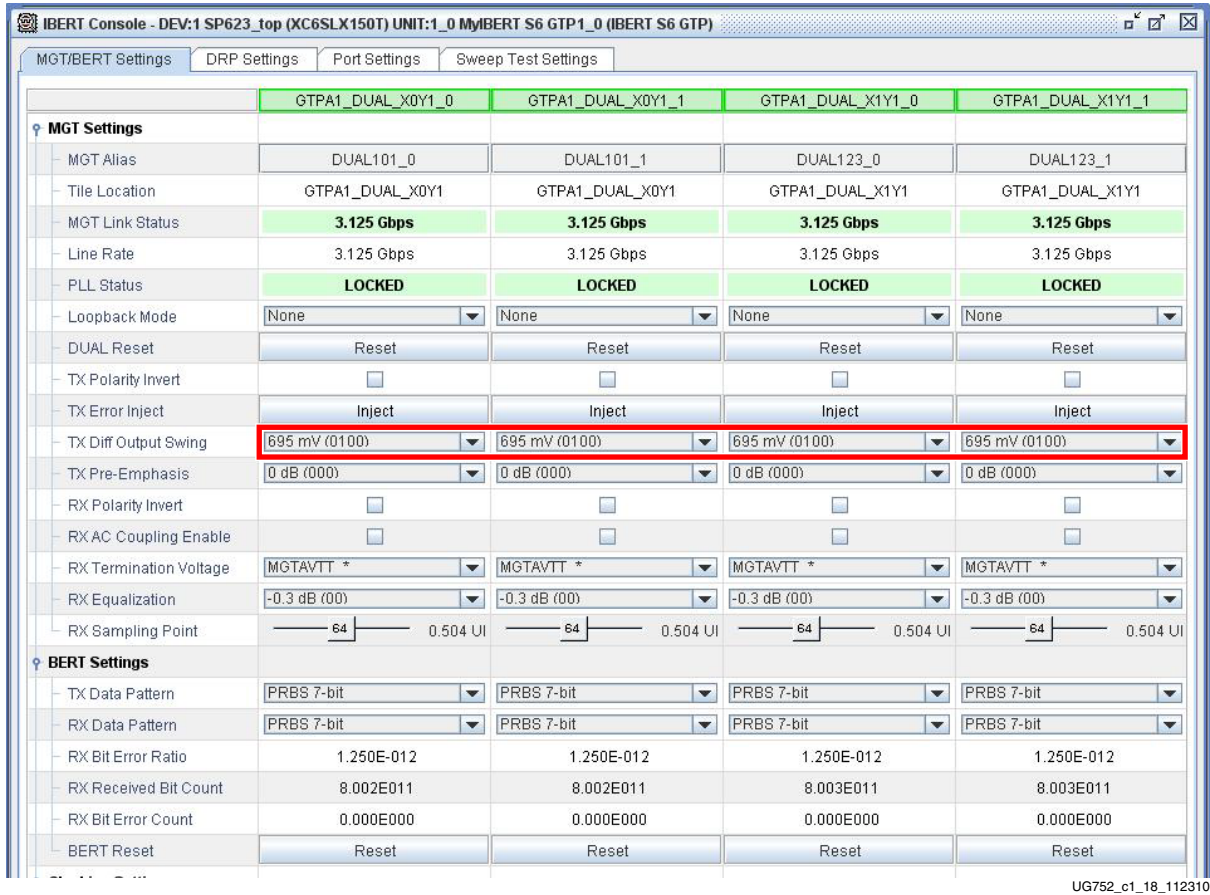 IBERT Console - DEV:1 SP623_top (XC6SLX150T) UNIT:1_0 MyIBERT S6 GTP1_0 (IBERT S6 GTP)
MGT/BERT Settings DRP Settings Port Settings Sweep Test Settings
GTPA1_DUAL_X0Y1_0 GTPA1_DUAL_X0Y1_1 GTPA1_DUAL_X1Y1_0 GTPA1_DUAL_X1Y1_1
MGT Settings
MGT Alias DUAL101_0 DUAL101_1 DUAL123_0 DUAL123_1
Tile Location GTPA1_DUAL_X0Y1 GTPA1_DUAL_X0Y1 GTPA1_DUAL_X1Y1 GTPA1_DUAL_X1Y1
MGT Link Status 3.125 Gbps 3.125 Gbps 3.125 Gbps 3.125 Gbps
Line Rate 3.125 Gbps 3.125 Gbps 3.125 Gbps 3.125 Gbps
PLL Status LOCKED LOCKED LOCKED LOCKED
Loopback Mode None None None None
DUAL Reset Reset Reset Reset Reset
TX Polarity Invert
TX Error Inject Inject Inject Inject Inject
TX Diff Output Swing 695 mV (0100) 695 mV (0100) 695 mV (0100) 695 mV (0100)
TX Pre-Emphasis 0 dB (000) 0 dB (000) 0 dB (000) 0 dB (000)
RX Polarity Invert
RX AC Coupling Enable
RX Termination Voltage MGTAVTT * MGTAVTT * MGTAVTT * MGTAVTT *
RX Equalization -0.3 dB (00) -0.3 dB (00) -0.3 dB (00) -0.3 dB (00)
RX Sampling Point 64 0.504 UI 64 0.504 UI 64 0.504 UI 64 0.504 UI
BERT Settings
TX Data Pattern PRBS 7-bit PRBS 7-bit PRBS 7-bit PRBS 7-bit
RX Data Pattern PRBS 7-bit PRBS 7-bit PRBS 7-bit PRBS 7-bit
RX Bit Error Ratio 1.250E-012 1.250E-012 1.250E-012 1.250E-012
RX Received Bit Count 8.002E011 8.002E011 8.003E011 8.003E011
RX Bit Error Count 0.000E000 0.000E000 0.000E000 0.000E000
BERT Reset Reset Reset Reset Reset
UG752_c1_18_112310